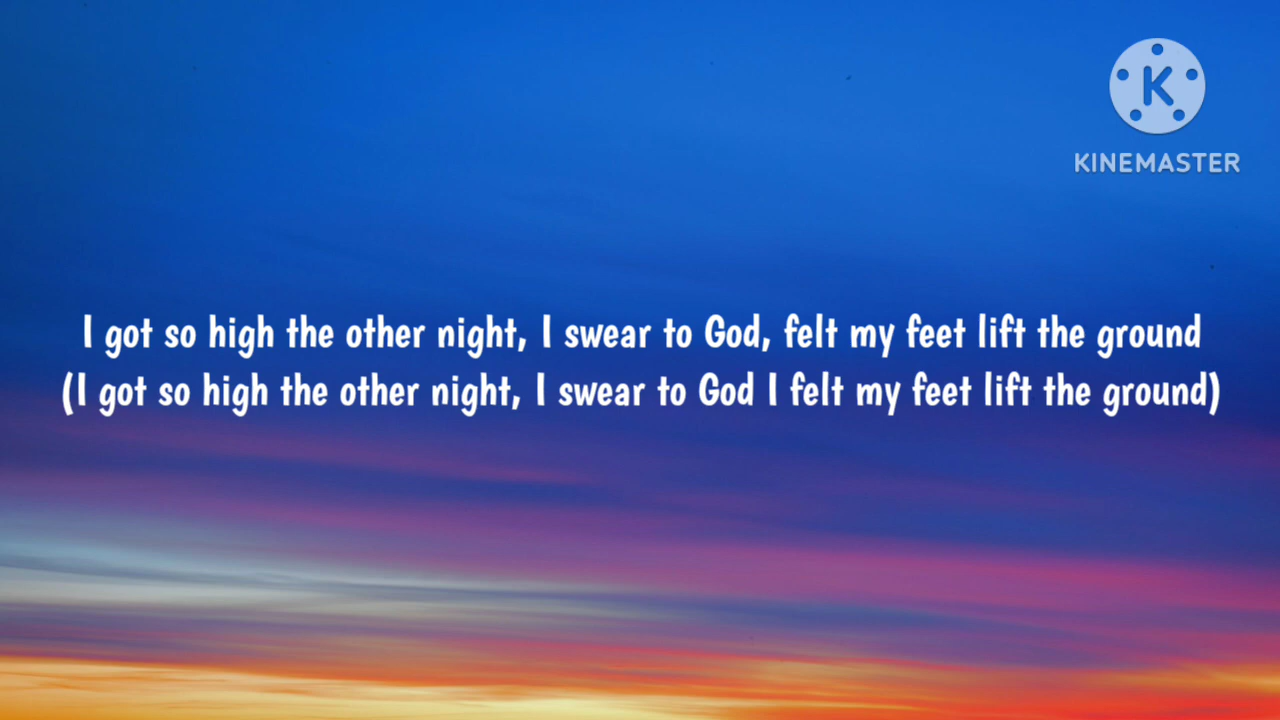 K
KINEMASTER
I got so high the other night, I swear to God, felt my feet lift the ground
(I got so high the other night, I swear to God I felt my feet lift the ground)